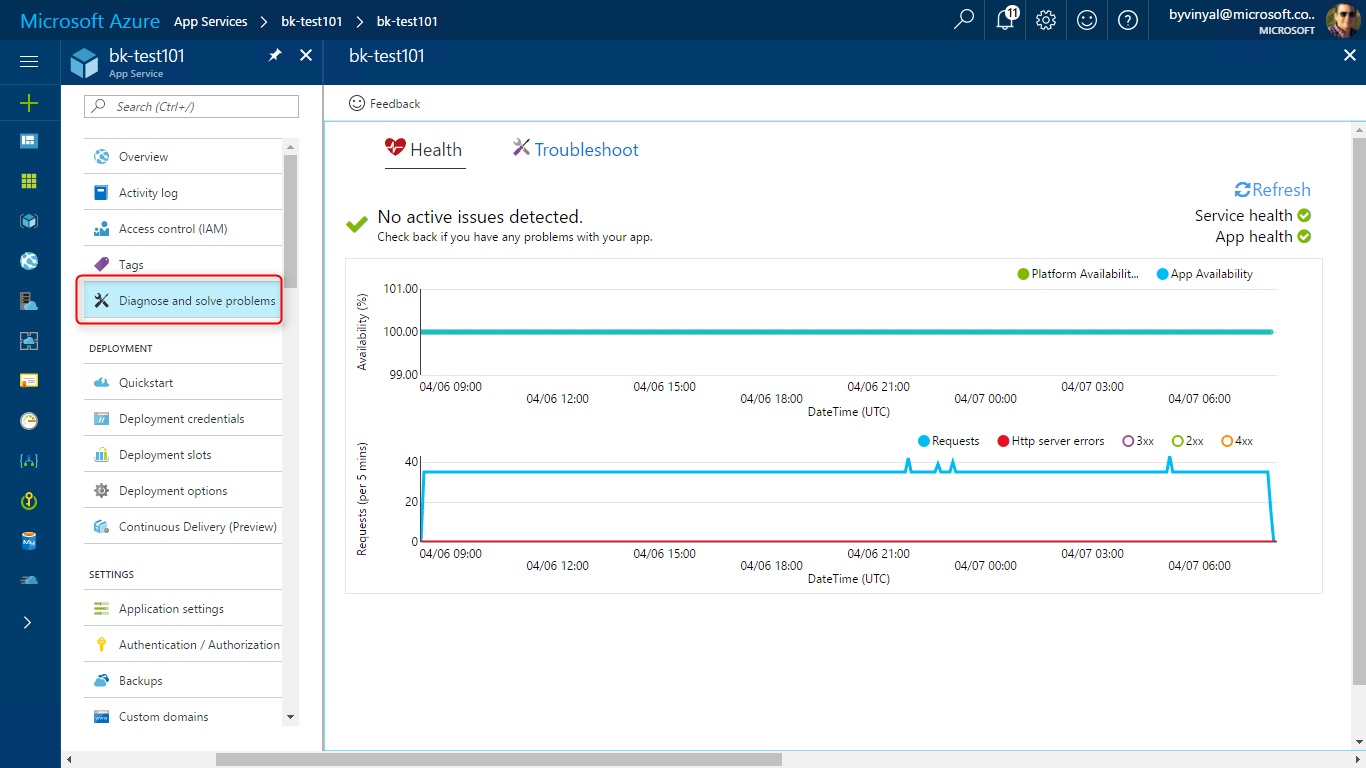 Microsoft Azure App Services > bk-test101 > bk-test101
11
byvinyal@microsoft.co..
MICROSOFT
bk-test101
App Service
bk-test101
Search (Ctrl+/)
Feedback
Overview
Activity log
Access control (IAM)
Tags
Diagnose and solve problems
DEPLOYMENT
Quickstart
Deployment credentials
Deployment slots
Deployment options
Continuous Delivery (Preview)
SETTINGS
Application settings
Authentication / Authorization
Backups
Custom domains
Health Troubleshoot
Refresh
No active issues detected.
Check back if you have any problems with your app.
Service health
App health
Platform Availabilit... App Availability
Availability (%)
101.00
100.00
99.00
04/06 09:00 04/06 15:00 04/06 21:00 04/07 03:00
04/06 12:00 04/06 18:00 04/07 00:00 04/07 06:00
DateTime (UTC)
Requests Http server errors 3xx 2xx 4xx
Requests (per 5 mins)
40
20
0
04/06 09:00 04/06 15:00 04/06 21:00 04/07 03:00
04/06 12:00 04/06 18:00 04/07 00:00 04/07 06:00
DateTime (UTC)
My